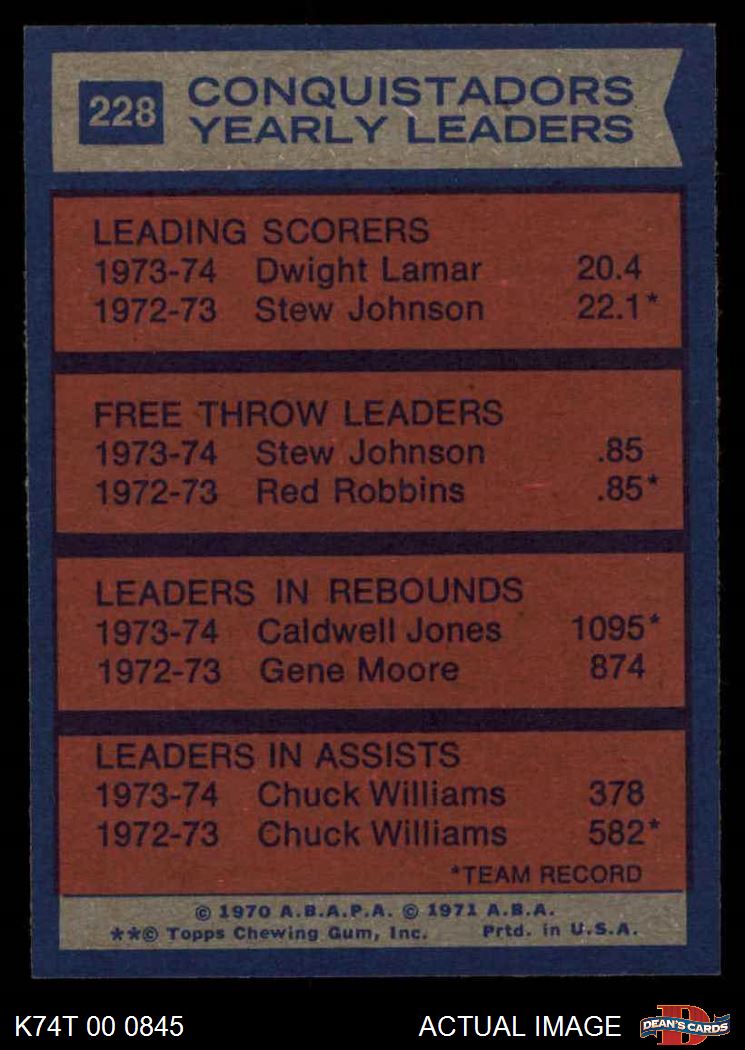 228
CONQUISTADORS
YEARLY LEADERS
LEADING SCORERS
1973-74 Dwight Lamar 20.4
1972-73 Stew Johnson 22.1*
FREE THROW LEADERS
1973-74 Stew Johnson .85
1972-73 Red Robbins .85*
LEADERS IN REBOUNDS
1973-74 Caldwell Jones 1095*
1972-73 Gene Moore 874
LEADERS IN ASSISTS
1973-74 Chuck Williams 378
1972-73 Chuck Williams 582*
*TEAM RECORD
© 1970 A.B.A.P.A. © 1971 A.B.A.
**© Topps Chewing Gum, Inc. Prtd. in U.S.A.
K74T 00 0845 ACTUAL IMAGE D DEAN'S CARDS